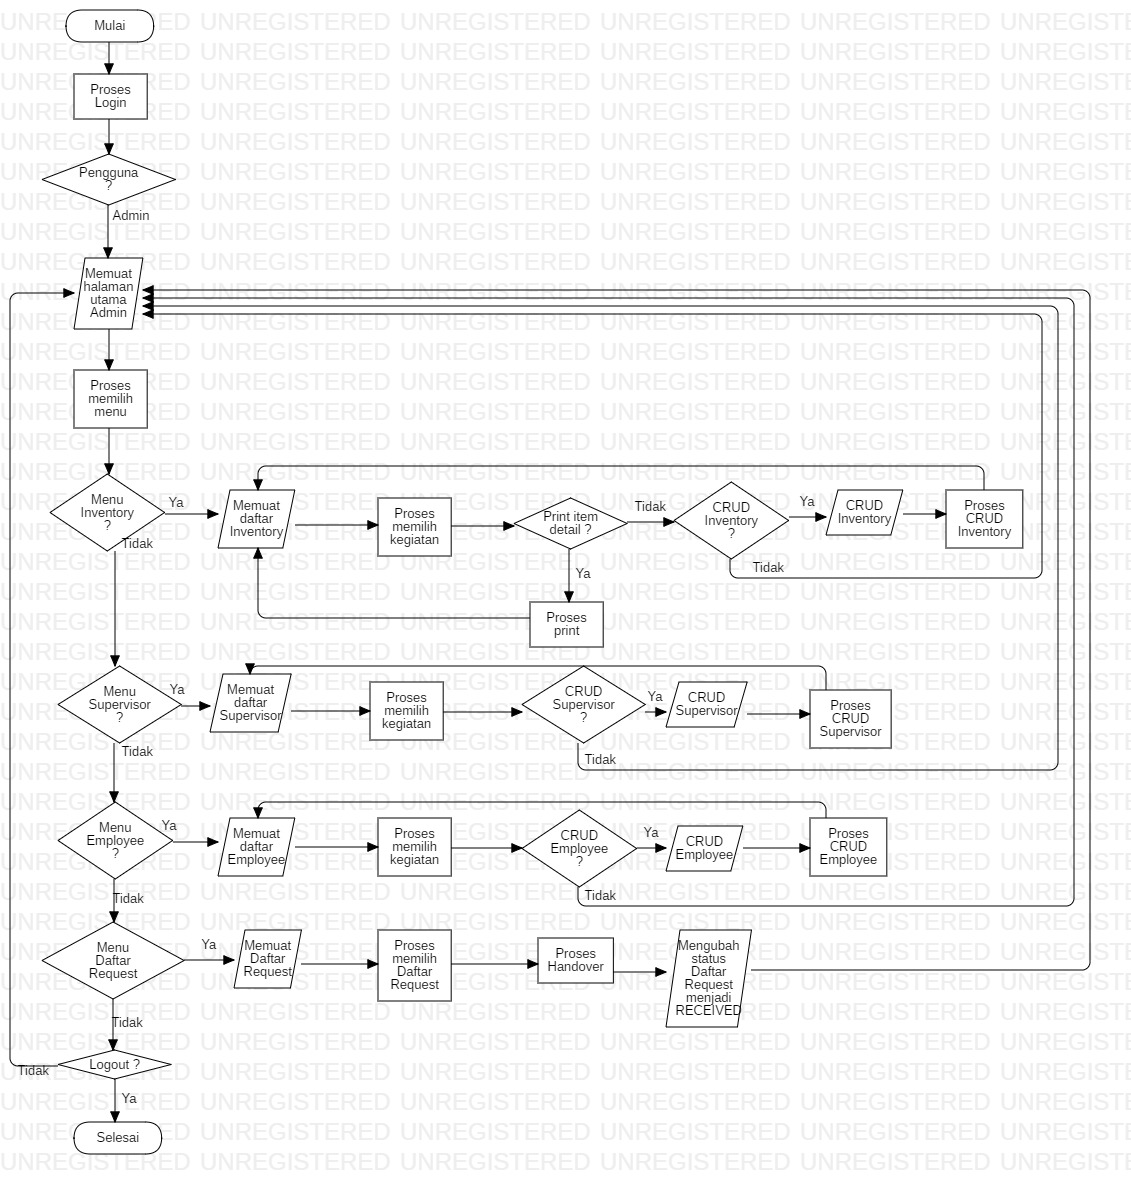 Mulai
Proses
Login
Pengguna
?
Admin
Memuat
halaman
utama
Admin
Proses
memilih
menu
Menu
Inventory
?
Ya
Tidak
Memuat
daftar
Inventory
Proses
memilih
kegiatan
Print item
detail ?
Tidak
Ya
Proses
print
CRUD
Inventory
?
Ya
Tidak
CRUD
Inventory
Proses
CRUD
Inventory
Menu
Supervisor
?
Ya
Tidak
Memuat
daftar
Supervisor
Proses
memilih
kegiatan
CRUD
Supervisor
?
Ya
Tidak
CRUD
Supervisor
Proses
CRUD
Supervisor
Menu
Employee
?
Ya
Tidak
Memuat
daftar
Employee
Proses
memilih
kegiatan
CRUD
Employee
?
Ya
Tidak
CRUD
Employee
Proses
CRUD
Employee
Menu
Daftar
Request
Ya
Tidak
Memuat
Daftar
Request
Proses
memilih
Daftar
Request
Proses
Handover
Mengubah
status
Daftar
Request
menjadi
RECEIVED
Logout ?
Tidak
Ya
Selesai
UNREGISTERED